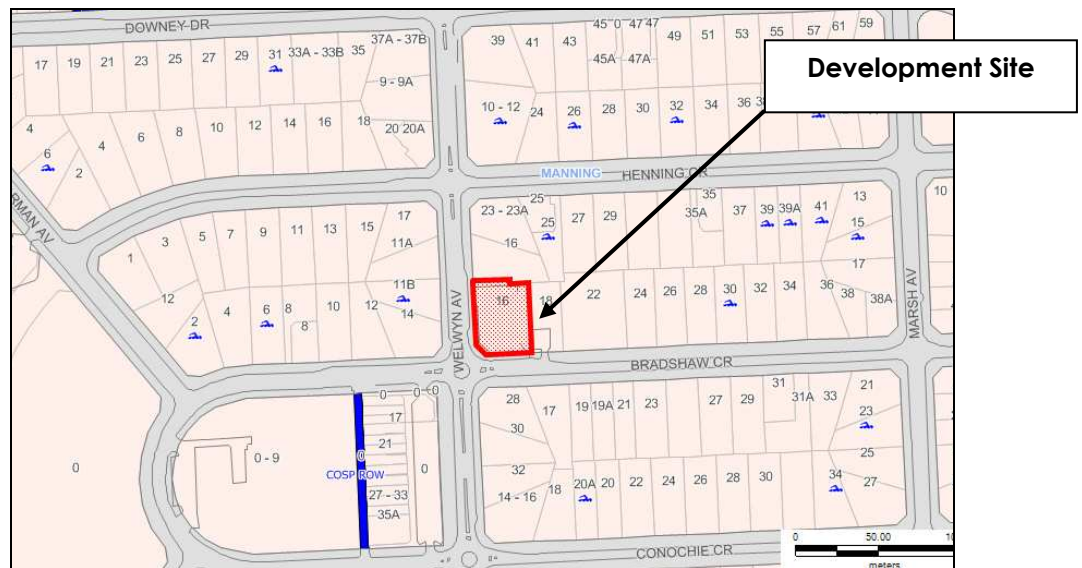 Development Site
DOWNEY DR
17 19 21 23 25 27 29 31 33A - 33B 35 37A - 37B
9 - 9A
4 6 2 4 6 8 10 12 14 16 18 20 20A
39 41 43 45 0 47 47 49 51 53 55 57 61 59
45A 47A
10 - 12 24 26 28 30 32 34 36
MANNING HENNING CR
RMAN AV
1 3 5 7 9 11 13 15 17
11A
11B
12 2 4 6 8 8 10 12 14
WELWYN AV
23 - 23A 25 25 27 29 35 35A 37 39 39A 41 13
15
16
17
16 18 22 24 26 28 30 32 34 36 38 38A
MARSH AV
10
BRADSHAW CR
0 0 0
17
21
0
COSP ROW
27 - 33
35A
0
0 - 9
0
28 17 19 19A 21 23 27 29 31 31A 33 21
23
30
25
32
14 - 16 18 20A 20 22 24 26 28 30 34 27
CONOCHIE CR
0 50.00 10
meters